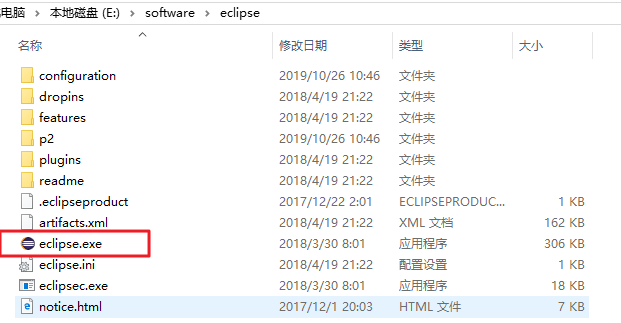 电脑 > 本地磁盘 (E:) > software > eclipse
名称 修改日期 类型 大小
configuration 2019/10/26 10:46 文件夹
dropins 2018/4/19 21:22 文件夹
features 2018/4/19 21:22 文件夹
p2 2019/10/26 10:46 文件夹
plugins 2018/4/19 21:22 文件夹
readme 2018/4/19 21:22 文件夹
.eclipseproduct 2017/12/22 2:01 ECLIPSEPRODUC... 1 KB
artifacts.xml 2018/4/19 21:22 XML 文档 162 KB
eclipse.exe 2018/3/30 8:01 应用程序 306 KB
eclipse.ini 2018/4/19 21:22 配置设置 1 KB
eclipsec.exe 2018/3/30 8:01 应用程序 18 KB
notice.html 2017/12/1 20:03 HTML 文件 7 KB